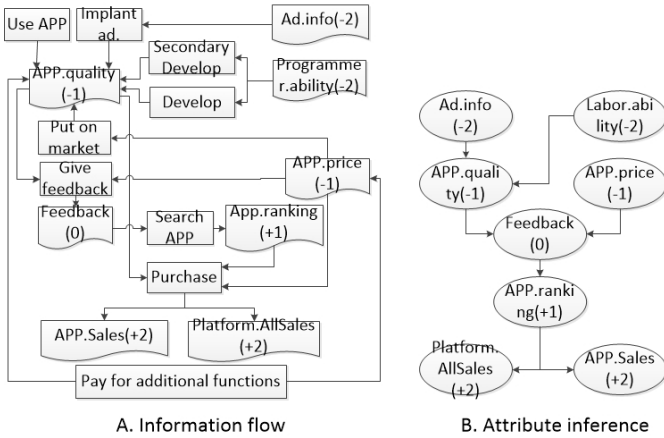 Use APP
Implant
ad.
Ad.info(-2)
Secondary
Develop
Programme
r.ability(-2)
APP.quality
(-1)
Develop
Put on
market
Give
feedback
APP.price
(-1)
Feedback
(0)
Search
APP
App.ranking
(+1)
Purchase
APP.Sales(+2)
Platform.AllSales
(+2)
Pay for additional functions
A. Information flow
Ad.info
(-2)
Labor.abi
lity(-2)
APP.quali
ty(-1)
APP.price
(-1)
Feedback
(0)
APP.ranki
ng(+1)
Platform.
AllSales
(+2)
APP.Sales
(+2)
B. Attribute inference